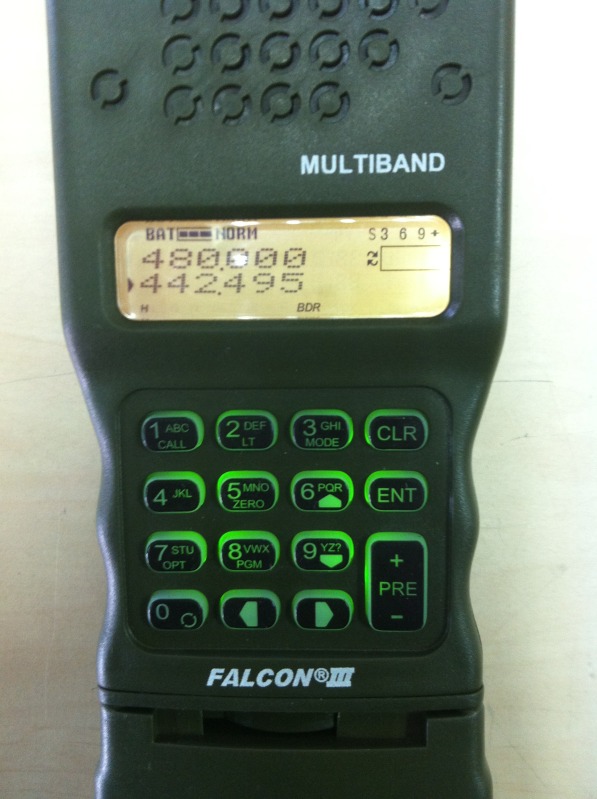 MULTIBAND
BAT NORM S 3 6 9 +
480.000
442.495
H BDR
1 ABC CALL 2 DEF LT 3 GHI MODE CLR
4 JKL 5 MNO ZERO 6 PQR ENT
7 STU OPT 8 VWX PGM 9 YZ? + PRE -
0
FALCON® III